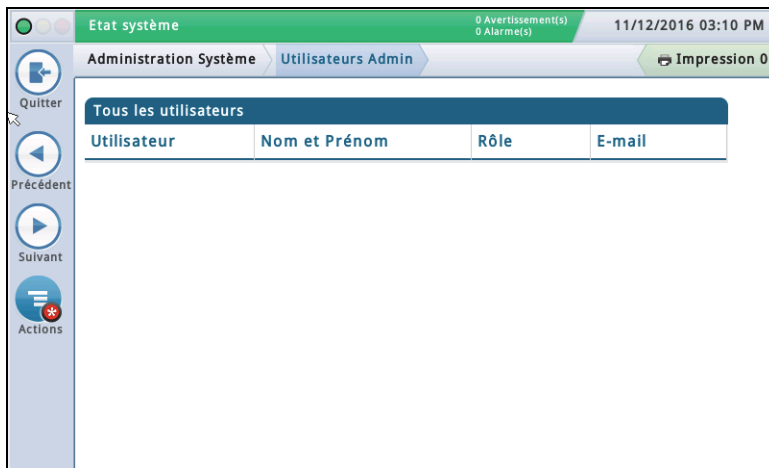 Etat système
0 Avertissement(s)
0 Alarme(s)
11/12/2016 03:10 PM
Administration Système
Utilisateurs Admin
Impression 0
Quitter
Précédent
Suivant
Actions
Tous les utilisateurs
Utilisateur Nom et Prénom Rôle E-mail